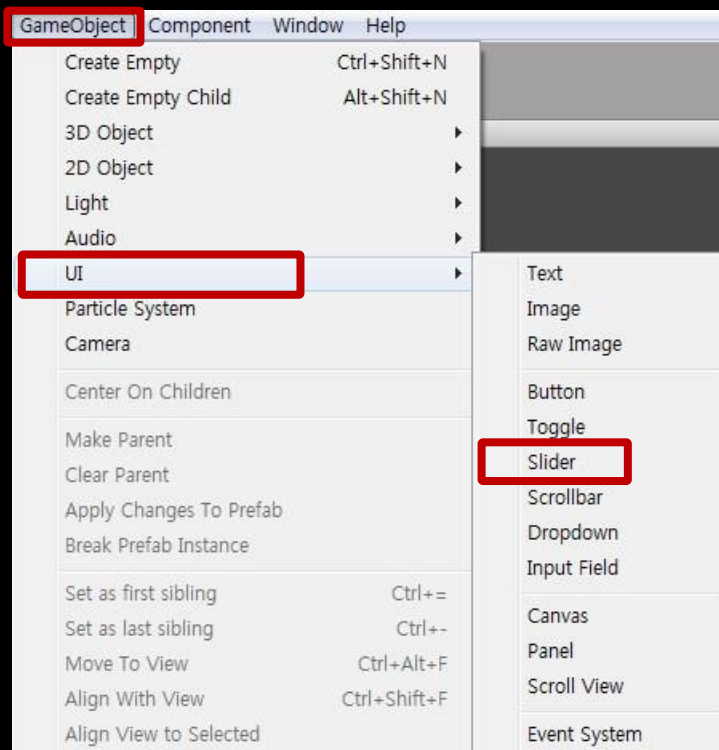 GameObject Component Window Help
Create Empty Ctrl+Shift+N
Create Empty Child Alt+Shift+N
3D Object
2D Object
Light
Audio
UI
Particle System
Camera
Center On Children
Make Parent
Clear Parent
Apply Changes To Prefab
Break Prefab Instance
Set as first sibling Ctrl+=
Set as last sibling Ctrl+-
Move To View Ctrl+Alt+F
Align With View Ctrl+Shift+F
Align View to Selected
Text
Image
Raw Image
Button
Toggle
Slider
Scrollbar
Dropdown
Input Field
Canvas
Panel
Scroll View
Event System